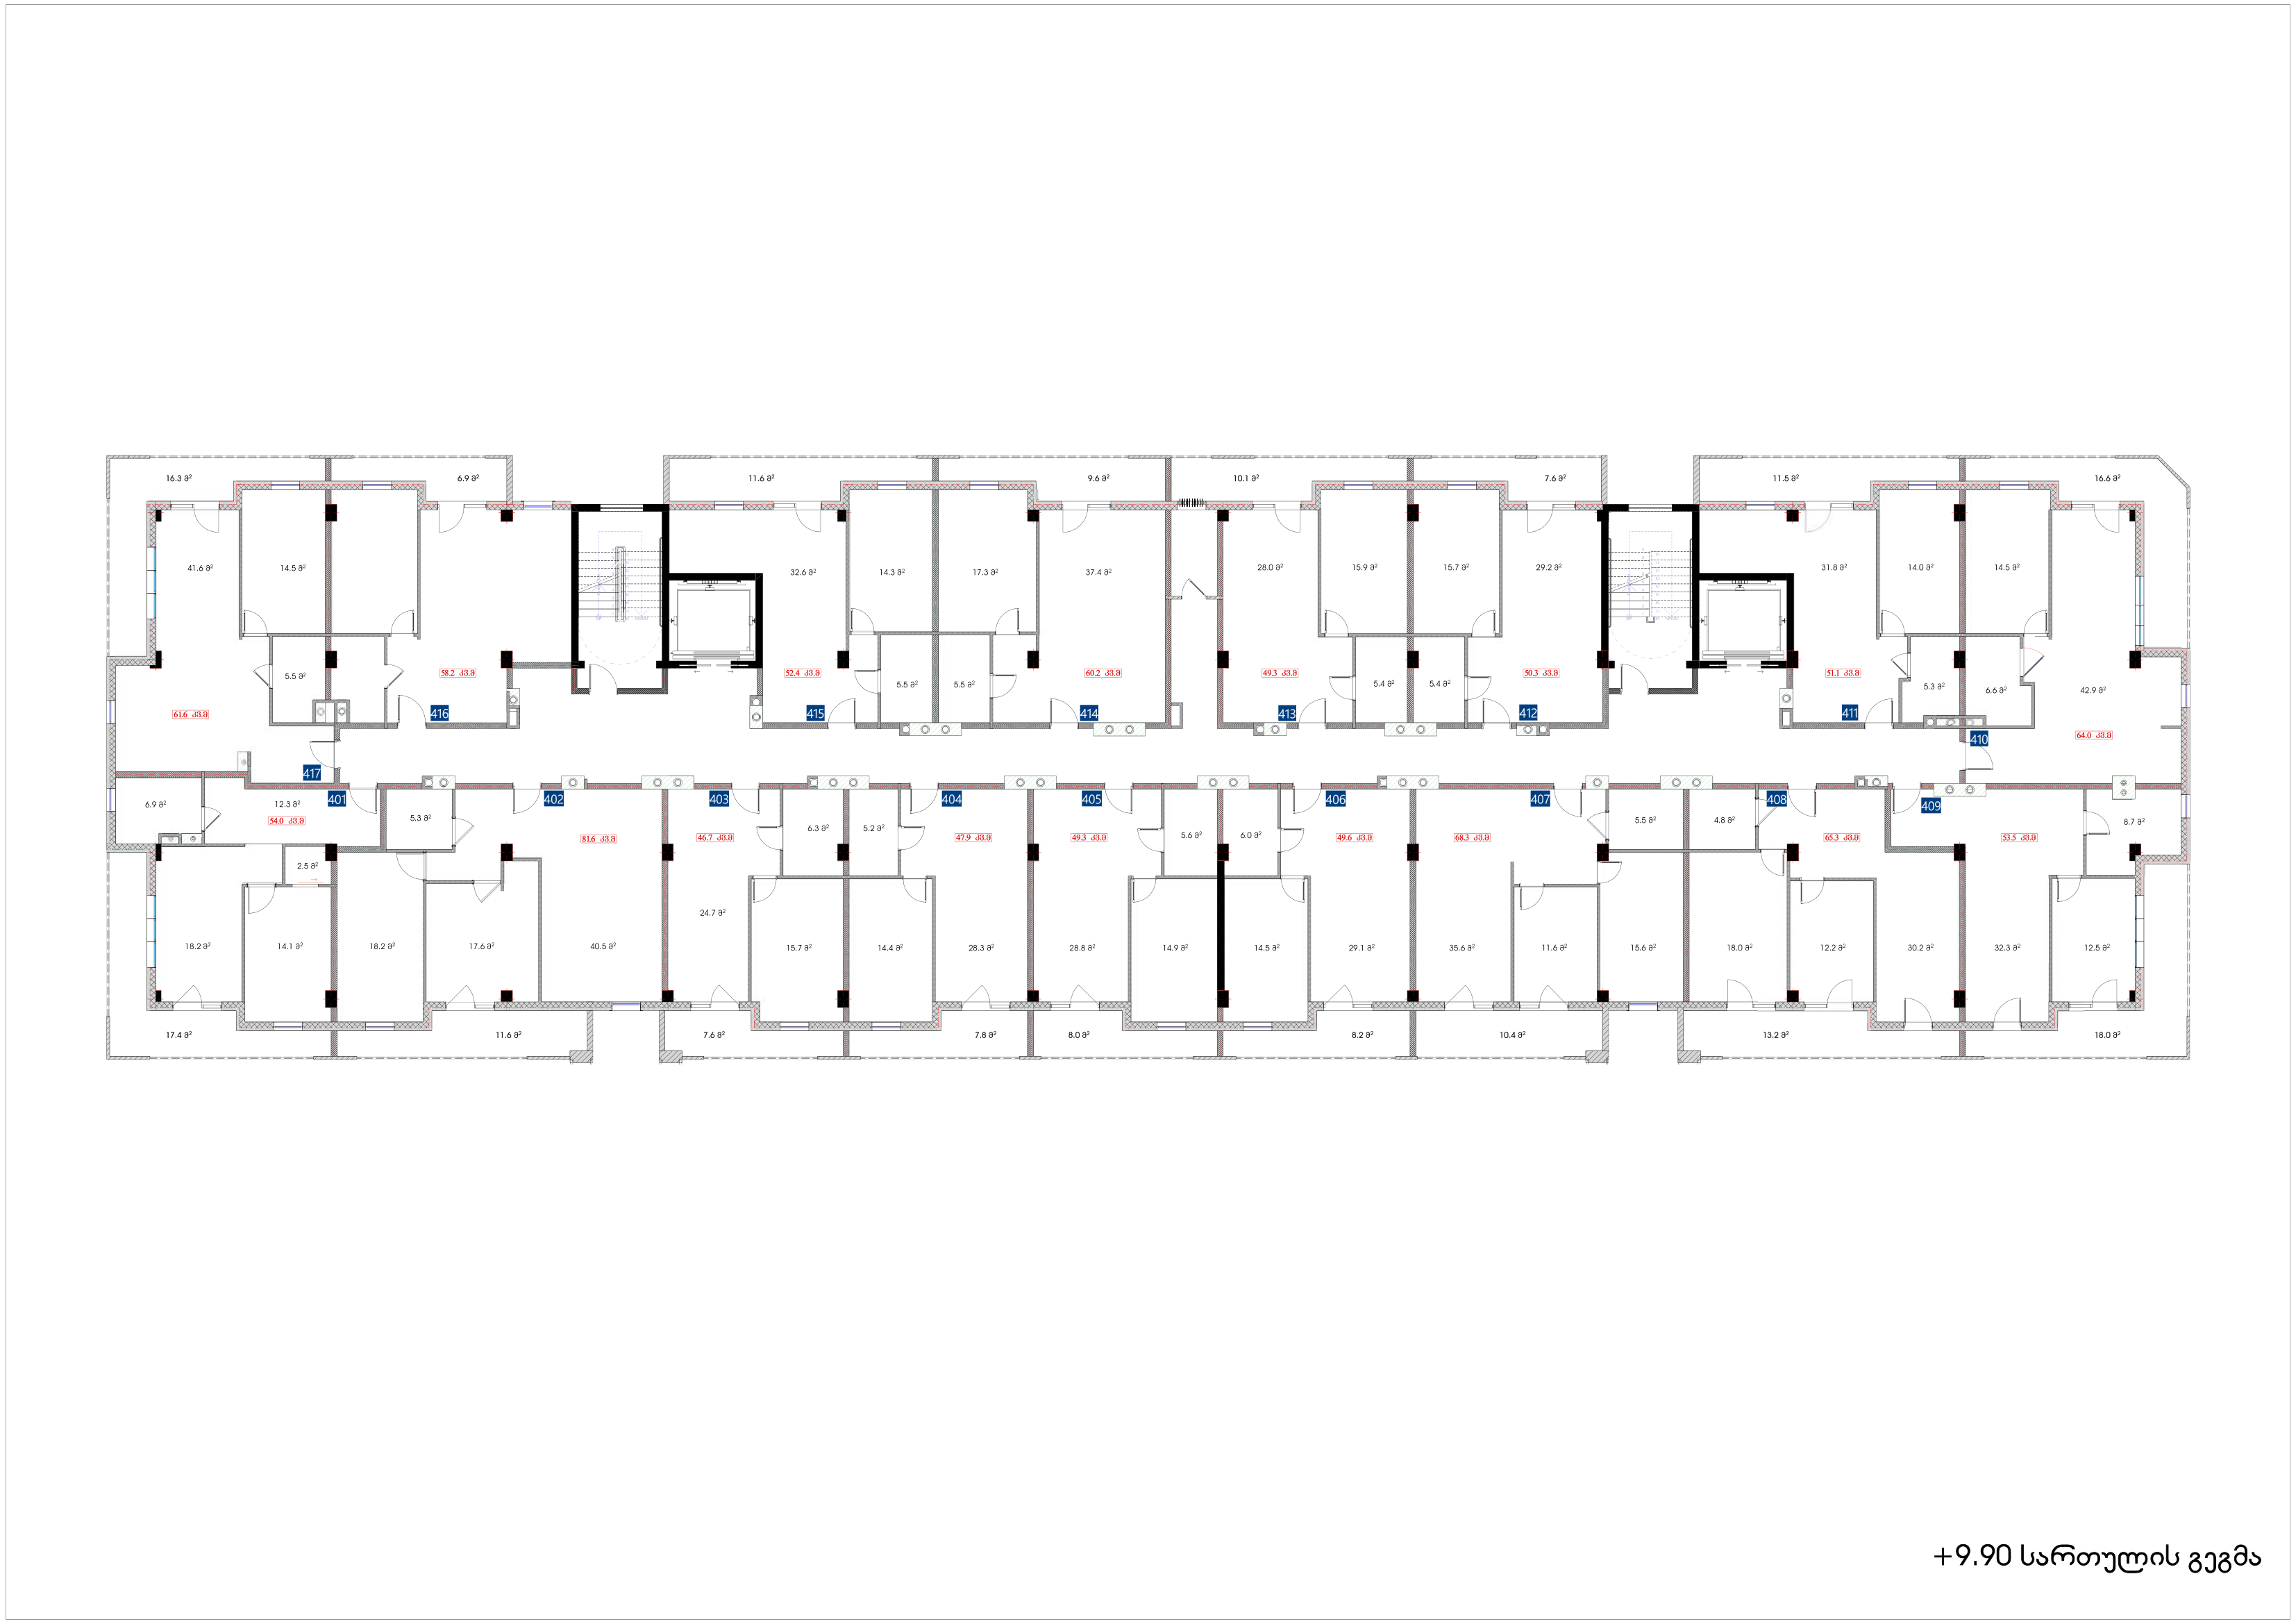 16.3 მ² 6.9 მ² 11.6 მ² 9.6 მ² 10.1 მ² 7.6 მ² 11.5 მ² 16.6 მ²
41.6 მ² 14.5 მ² 32.6 მ² 14.3 მ² 17.3 მ² 37.4 მ² 28.0 მ² 15.9 მ² 15.7 მ² 29.2 მ² 31.8 მ² 14.0 მ² 14.5 მ²
5.5 მ² 58.2 კვ.მ 52.4 კვ.მ 5.5 მ² 5.5 მ² 60.2 კვ.მ 49.3 კვ.მ 5.4 მ² 5.4 მ² 50.3 კვ.მ 51.1 კვ.მ 5.3 მ² 6.6 მ² 42.9 მ²
61.6 კვ.მ 416 415 414 413 412 411
410 64.0 კვ.მ
417
401 402 403 404 405 406 407 408 409
6.9 მ² 12.3 მ²
54.0 კვ.მ 5.3 მ² 6.3 მ² 5.2 მ² 5.6 მ² 6.0 მ² 5.5 მ² 4.8 მ² 8.7 მ²
81.6 კვ.მ 46.7 კვ.მ 47.9 კვ.მ 49.3 კვ.მ 49.6 კვ.მ 68.3 კვ.მ 65.3 კვ.მ 53.5 კვ.მ
2.5 მ²
24.7 მ²
18.2 მ² 14.1 მ² 18.2 მ² 17.6 მ² 40.5 მ² 15.7 მ² 14.4 მ² 28.3 მ² 28.8 მ² 14.9 მ² 14.5 მ² 29.1 მ² 35.6 მ² 11.6 მ² 15.6 მ² 18.0 მ² 12.2 მ² 30.2 მ² 32.3 მ² 12.5 მ²
17.4 მ² 11.6 მ² 7.6 მ² 7.8 მ² 8.0 მ² 8.2 მ² 10.4 მ² 13.2 მ² 18.0 მ²
+9.90 სართულის გეგმა